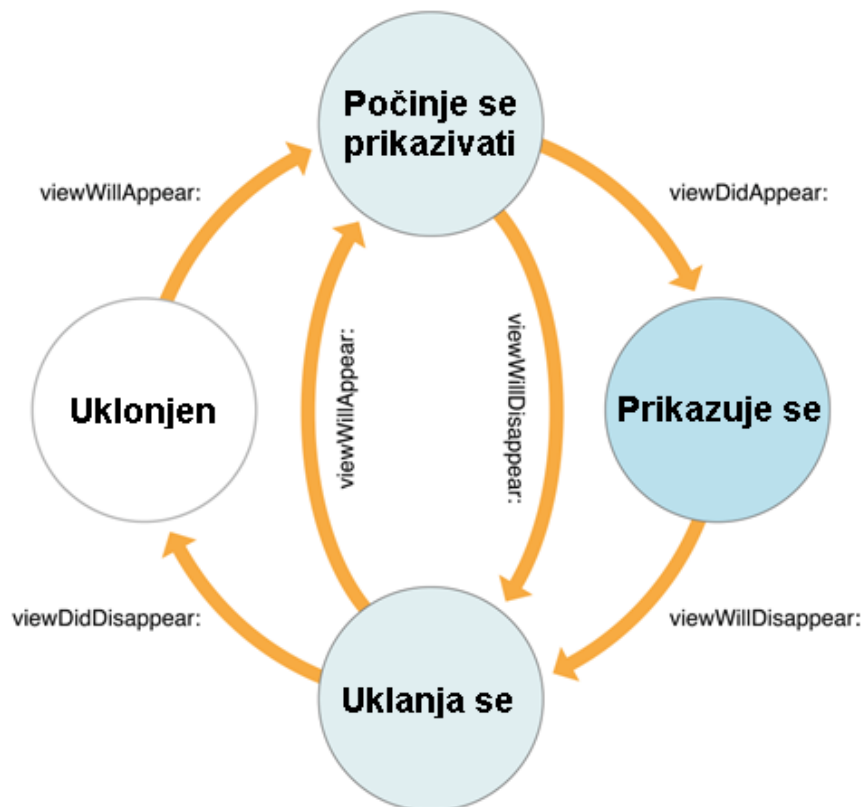 Počinje se
prikazivati
viewWillAppear:
viewDidAppear:
viewWillAppear:
viewWillDisappear:
Uklonjen
Prikazuje se
viewDidDisappear:
viewWillDisappear:
Uklanja se